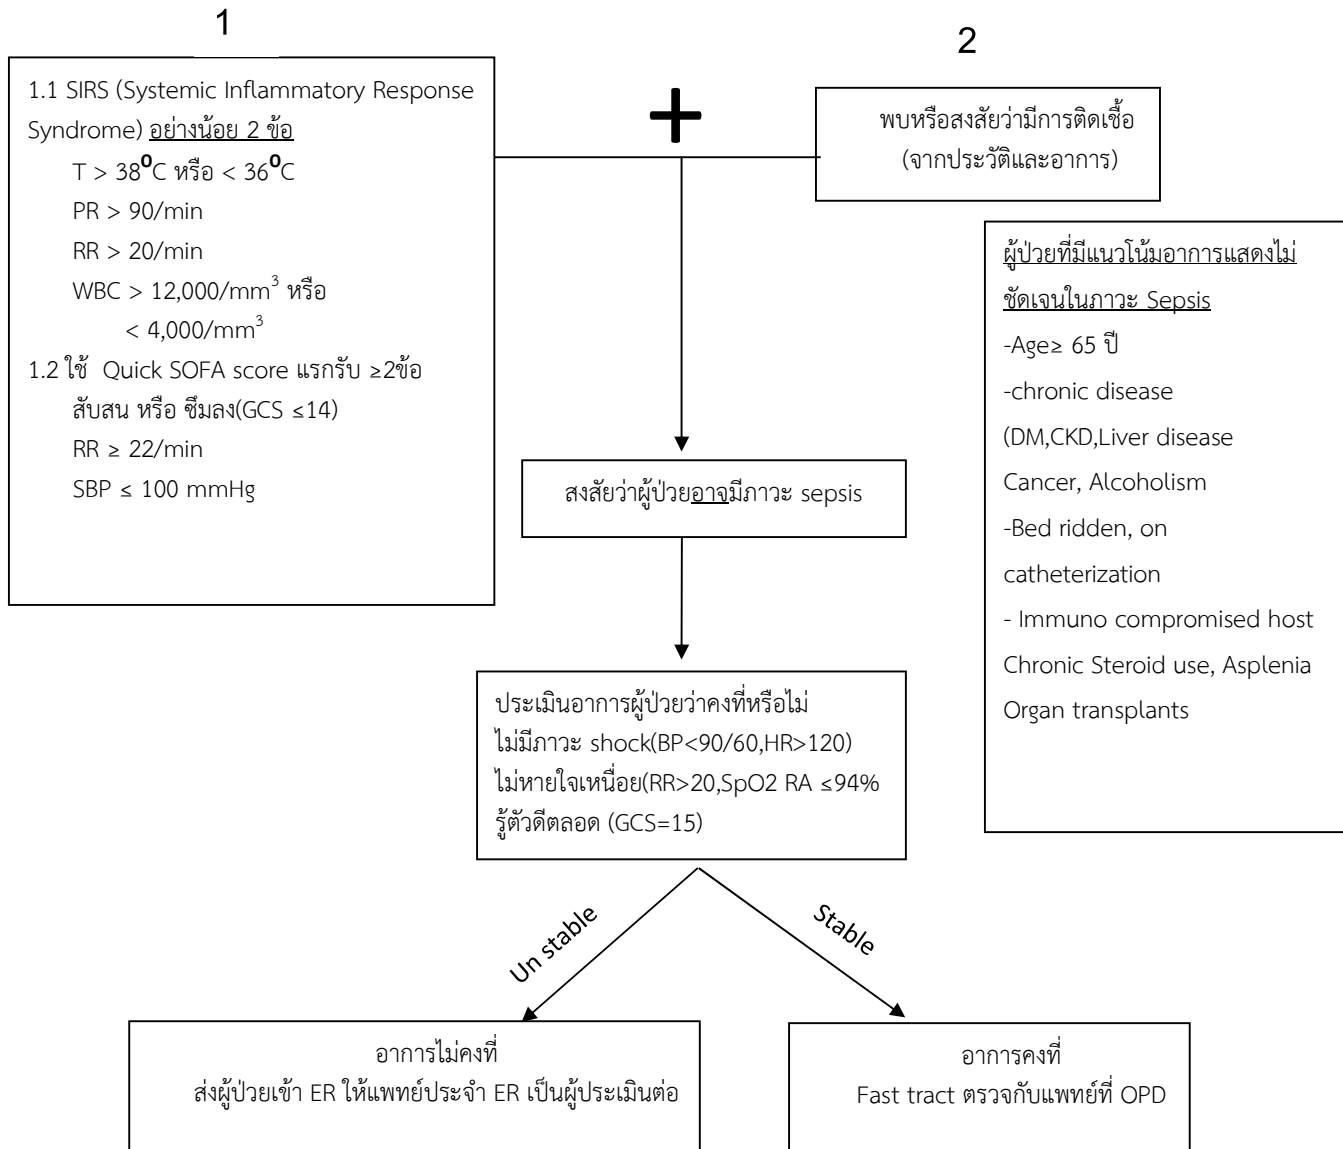 1
2
1.1 SIRS (Systemic Inflammatory Response
Syndrome) อย่างน้อย 2 ข้อ
T > 38⁰C หรือ < 36⁰C
PR > 90/min
RR > 20/min
WBC > 12,000/mm³ หรือ
< 4,000/mm³
1.2 ใช้ Quick SOFA score แรกรับ ≥2ข้อ
สับสน หรือ ซึมลง(GCS ≤14)
RR ≥ 22/min
SBP ≤ 100 mmHg
+
พบหรือสงสัยว่ามีการติดเชื้อ
(จากประวัติและอาการ)
ผู้ป่วยที่มีแนวโน้มอาการแสดงไม่
ชัดเจนในภาวะ Sepsis
-Age≥ 65 ปี
-chronic disease
(DM,CKD,Liver disease
Cancer, Alcoholism
-Bed ridden, on
catheterization
- Immuno compromised host
Chronic Steroid use, Asplenia
Organ transplants
สงสัยว่าผู้ป่วยอาจมีภาวะ sepsis
ประเมินอาการผู้ป่วยว่าคงที่หรือไม่
ไม่มีภาวะ shock(BP<90/60,HR>120)
ไม่หายใจเหนื่อย(RR>20,SpO2 RA ≤94%
รู้ตัวดีตลอด (GCS=15)
Un stable
Stable
อาการไม่คงที่
ส่งผู้ป่วยเข้า ER ให้แพทย์ประจำ ER เป็นผู้ประเมินต่อ
อาการคงที่
Fast tract ตรวจกับแพทย์ที่ OPD